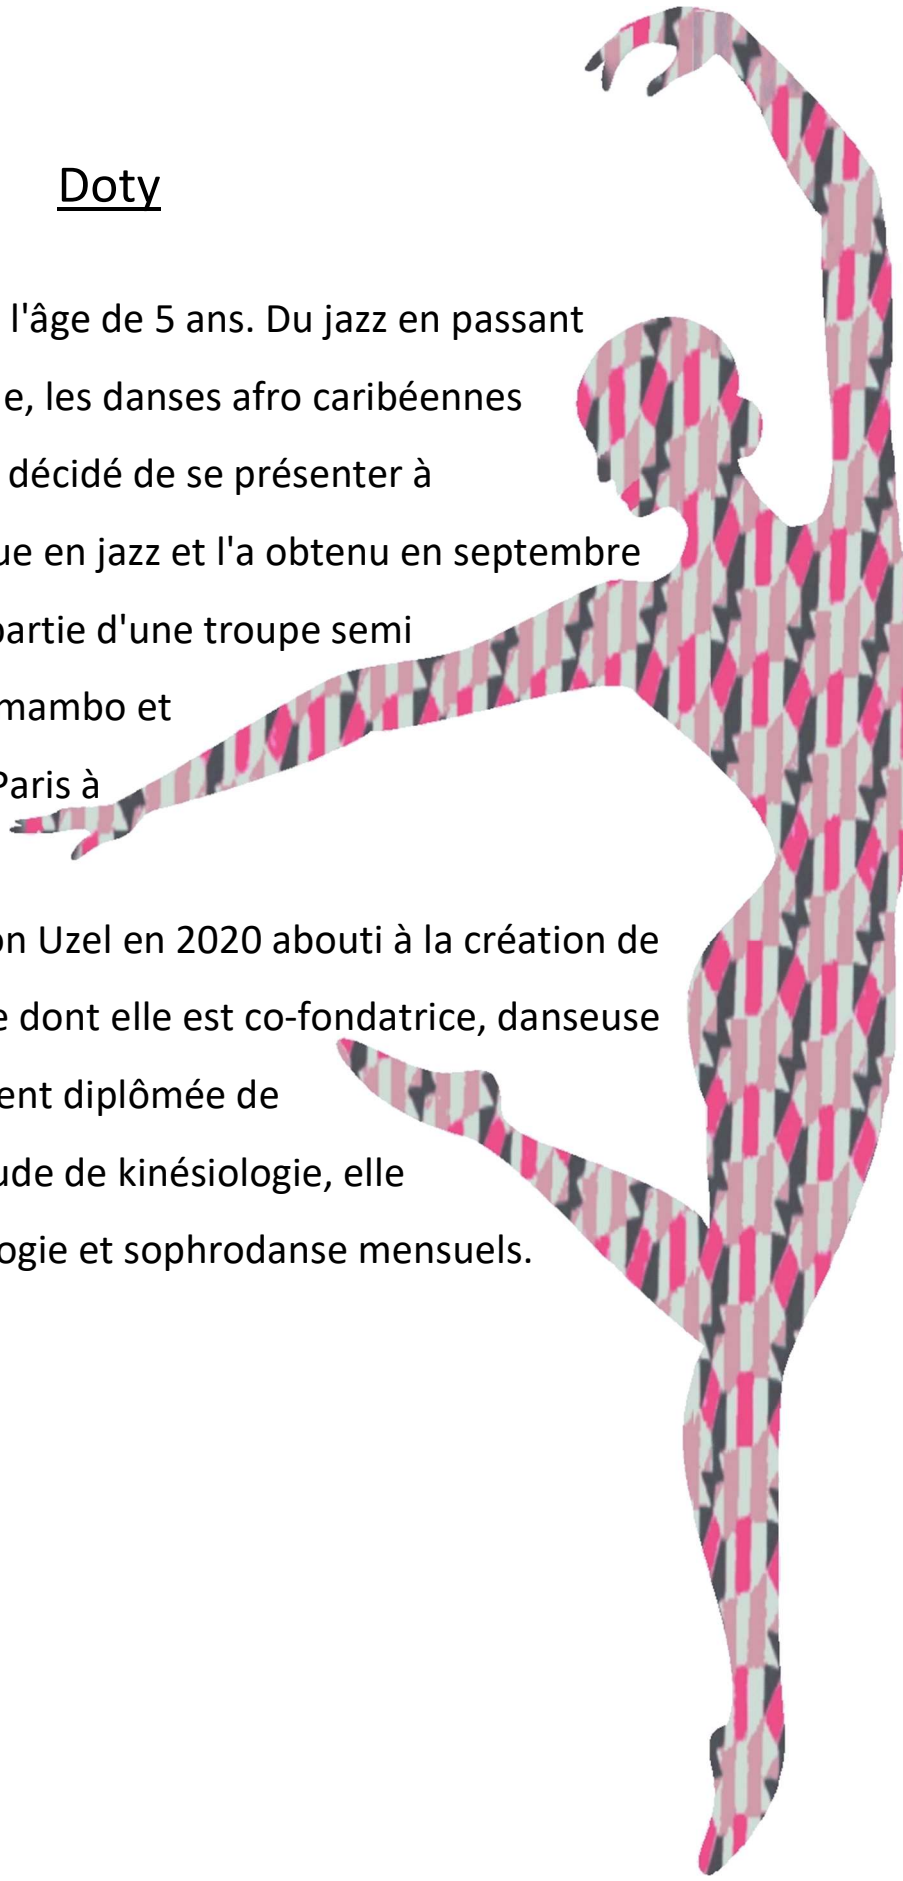 Doty
l'âge de 5 ans. Du jazz en passant
e, les danses afro caribéennes
décidé de se présenter à
ue en jazz et l'a obtenu en septembre
partie d'une troupe semi
mambo et
Paris à
on Uzel en 2020 abouti à la création de
e dont elle est co-fondatrice, danseuse
ent diplômée de
ude de kinésiologie, elle
ogie et sophrodanse mensuels.